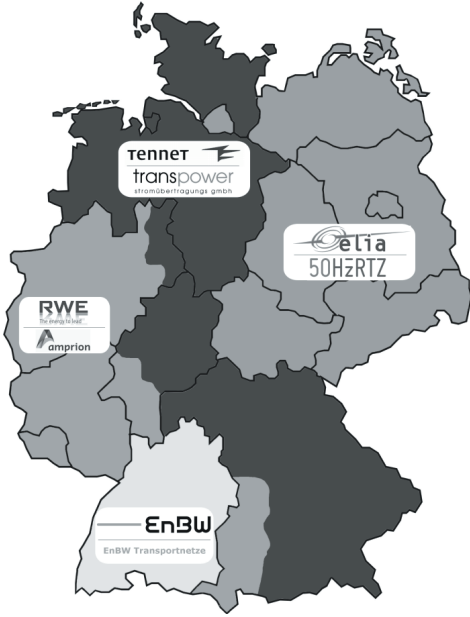 Tennet
transpower
stromübertragungs gmbh
elia
50HzRTZ
RWE
The energy to lead
amprion
EnBW
EnBW Transportnetze